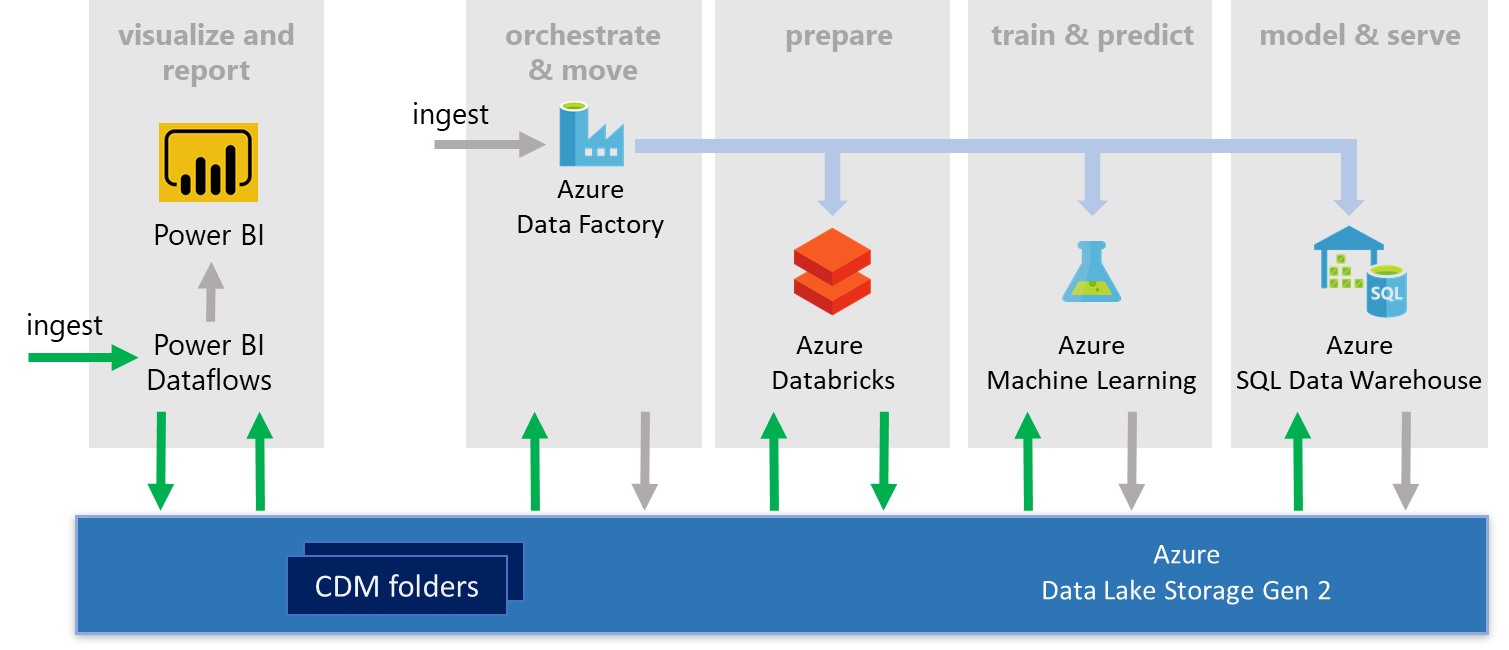 visualize and
report
orchestrate
& move
prepare
train & predict
model & serve
ingest
Azure
Data Factory
Power BI
ingest
Power BI
Dataflows
Azure
Databricks
Azure
Machine Learning
SQL
Azure
SQL Data Warehouse
CDM folders
Azure
Data Lake Storage Gen 2